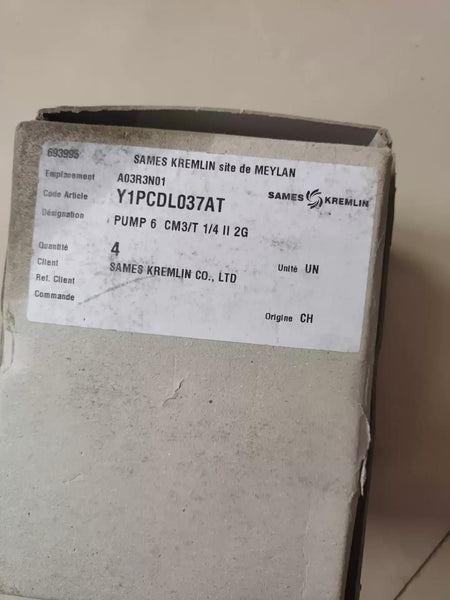 693995
SAMES KREMLIN site de MEYLAN
Emplacement A03R3N01
Code Article Y1PCDL037AT
SAMES KREMLIN
Désignation PUMP 6 CM3/T 1/4 II 2G
Quantité 4 Unité UN
Client SAMES KREMLIN CO., LTD
Ref. Client
Commande
Origine CH